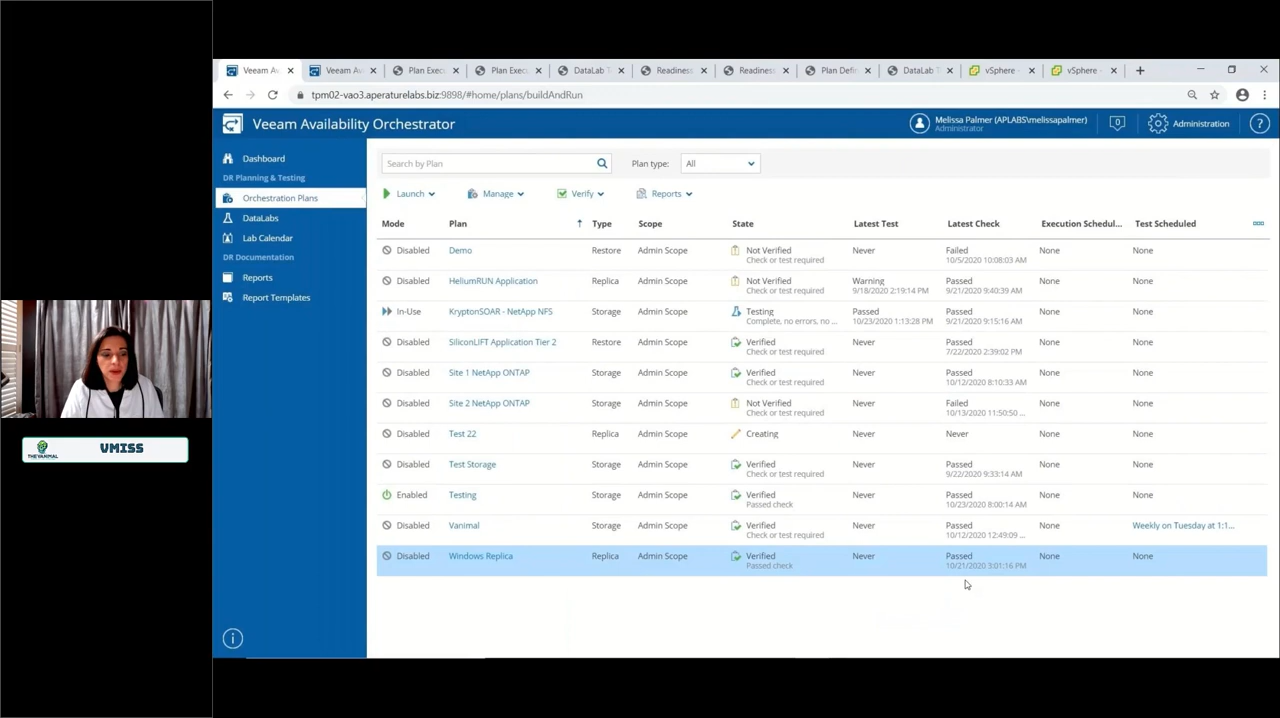 Veeam Av
Veeam Av
Plan Exec
Plan Exec
DataLab T
Readiness
Readiness
Plan Defin
DataLab T
vSphere -
vSphere -
tpm02-vao3.aperaturelabs.biz:9898/#home/plans/buildAndRun
Veeam Availability Orchestrator
Melissa Palmer (APLABS\melissapalmer)
Administrator
0
Administration
?
Dashboard
DR Planning & Testing
Orchestration Plans
DataLabs
Lab Calendar
DR Documentation
Reports
Report Templates
Search by Plan
Plan type:
All
Launch
Manage
Verify
Reports
Mode Plan Type Scope State Latest Test Latest Check Execution Schedul... Test Scheduled
Disabled Demo Restore Admin Scope Not Verified Never Failed None None
Check or test required 10/5/2020 10:08:03 AM
Disabled HeliumRUN Application Replica Admin Scope Not Verified Warning Passed None None
Check or test required 9/18/2020 2:19:14 PM 9/21/2020 9:40:39 AM
In-Use KryptonSOAR - NetApp NFS Storage Admin Scope Testing Passed Passed None None
Complete, no errors, no ... 10/23/2020 1:13:28 PM 9/21/2020 9:15:16 AM
Disabled SiliconLIFT Application Tier 2 Restore Admin Scope Verified Never Passed None None
Check or test required 7/22/2020 2:39:02 PM
Disabled Site 1 NetApp ONTAP Storage Admin Scope Verified Never Passed None None
Check or test required 10/12/2020 8:10:33 AM
Disabled Site 2 NetApp ONTAP Storage Admin Scope Not Verified Never Failed None None
Check or test required 10/13/2020 11:50:50 ...
Disabled Test 22 Replica Admin Scope Creating Never Never None None
Disabled Test Storage Storage Admin Scope Verified Never Passed None None
Check or test required 9/22/2020 9:33:14 AM
Enabled Testing Storage Admin Scope Verified Never Passed None None
Passed check 10/23/2020 8:00:14 AM
Disabled Vanimal Storage Admin Scope Verified Never Passed None Weekly on Tuesday at 1:1...
Check or test required 10/12/2020 12:49:09 ...
Disabled Windows Replica Replica Admin Scope Verified Never Passed None None
Passed check 10/21/2020 3:01:16 PM
THEVANIMAL
VMISS